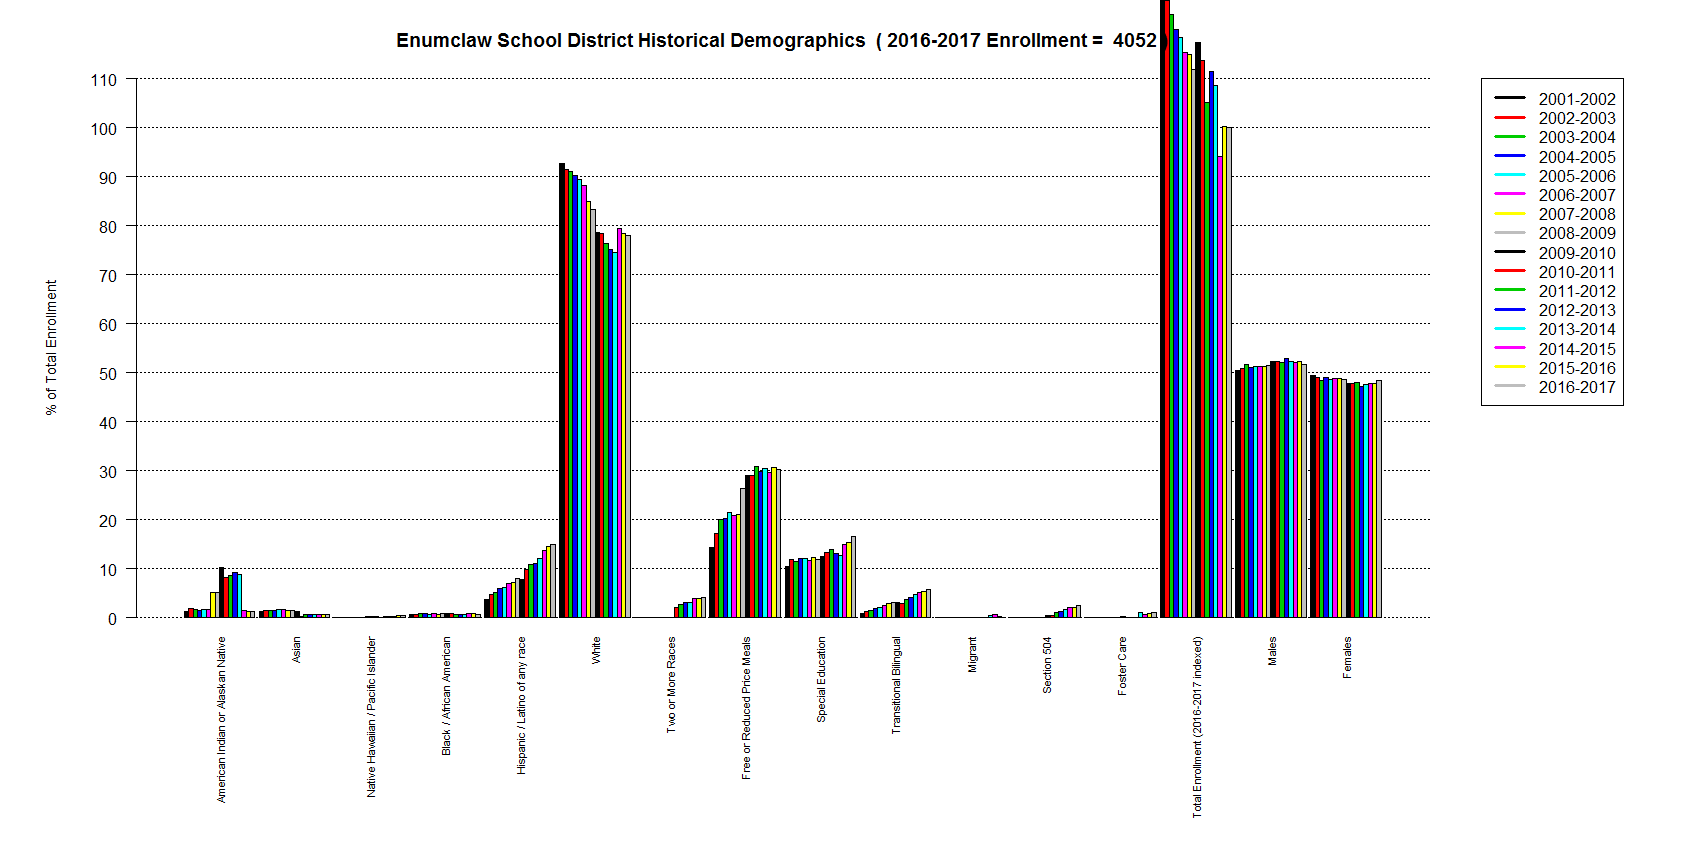 Enumclaw School District Historical Demographics ( 2016-2017 Enrollment = 4052 )
% of Total Enrollment
110
100
90
80
70
60
50
40
30
20
10
0
American Indian or Alaskan Native
Asian
Native Hawaiian / Pacific Islander
Black / African American
Hispanic / Latino of any race
White
Two or More Races
Free or Reduced Price Meals
Special Education
Transitional Bilingual
Migrant
Section 504
Foster Care
Total Enrollment (2016-2017 indexed)
Males
Females
2001-2002
2002-2003
2003-2004
2004-2005
2005-2006
2006-2007
2007-2008
2008-2009
2009-2010
2010-2011
2011-2012
2012-2013
2013-2014
2014-2015
2015-2016
2016-2017